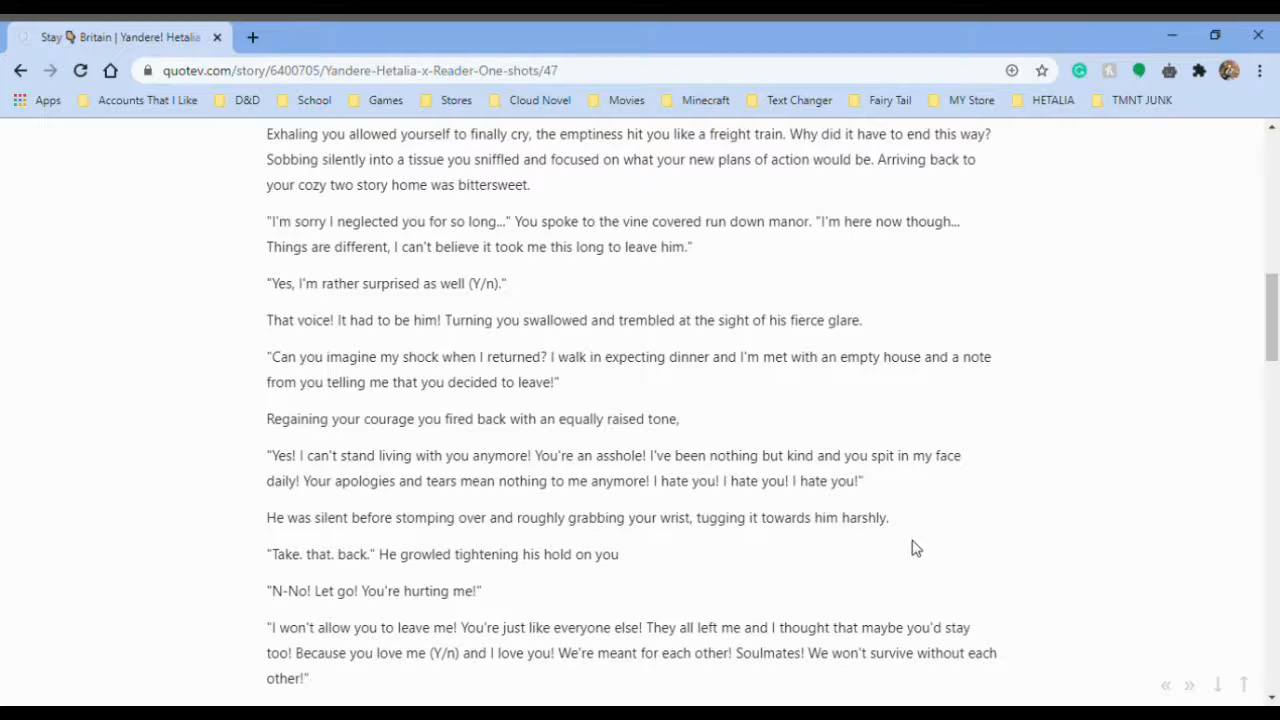 Stay 👇 Britain | Yandere! Hetalia
quotev.com/story/6400705/Yandere-Hetalia-x-Reader-One-shots/47
Apps Accounts That I Like D&D School Games Stores Cloud Novel Movies Minecraft Text Changer Fairy Tail MY Store HETALIA TMNT JUNK
Exhaling you allowed yourself to finally cry, the emptiness hit you like a freight train. Why did it have to end this way?
Sobbing silently into a tissue you sniffled and focused on what your new plans of action would be. Arriving back to
your cozy two story home was bittersweet.
"I'm sorry I neglected you for so long..." You spoke to the vine covered run down manor. "I'm here now though...
Things are different, I can't believe it took me this long to leave him."
"Yes, I'm rather surprised as well (Y/n)."
That voice! It had to be him! Turning you swallowed and trembled at the sight of his fierce glare.
"Can you imagine my shock when I returned? I walk in expecting dinner and I'm met with an empty house and a note
from you telling me that you decided to leave!"
Regaining your courage you fired back with an equally raised tone,
"Yes! I can't stand living with you anymore! You're an asshole! I've been nothing but kind and you spit in my face
daily! Your apologies and tears mean nothing to me anymore! I hate you! I hate you! I hate you!"
He was silent before stomping over and roughly grabbing your wrist, tugging it towards him harshly.
"Take. that. back." He growled tightening his hold on you
"N-No! Let go! You're hurting me!"
"I won't allow you to leave me! You're just like everyone else! They all left me and I thought that maybe you'd stay
too! Because you love me (Y/n) and I love you! We're meant for each other! Soulmates! We won't survive without each
other!"